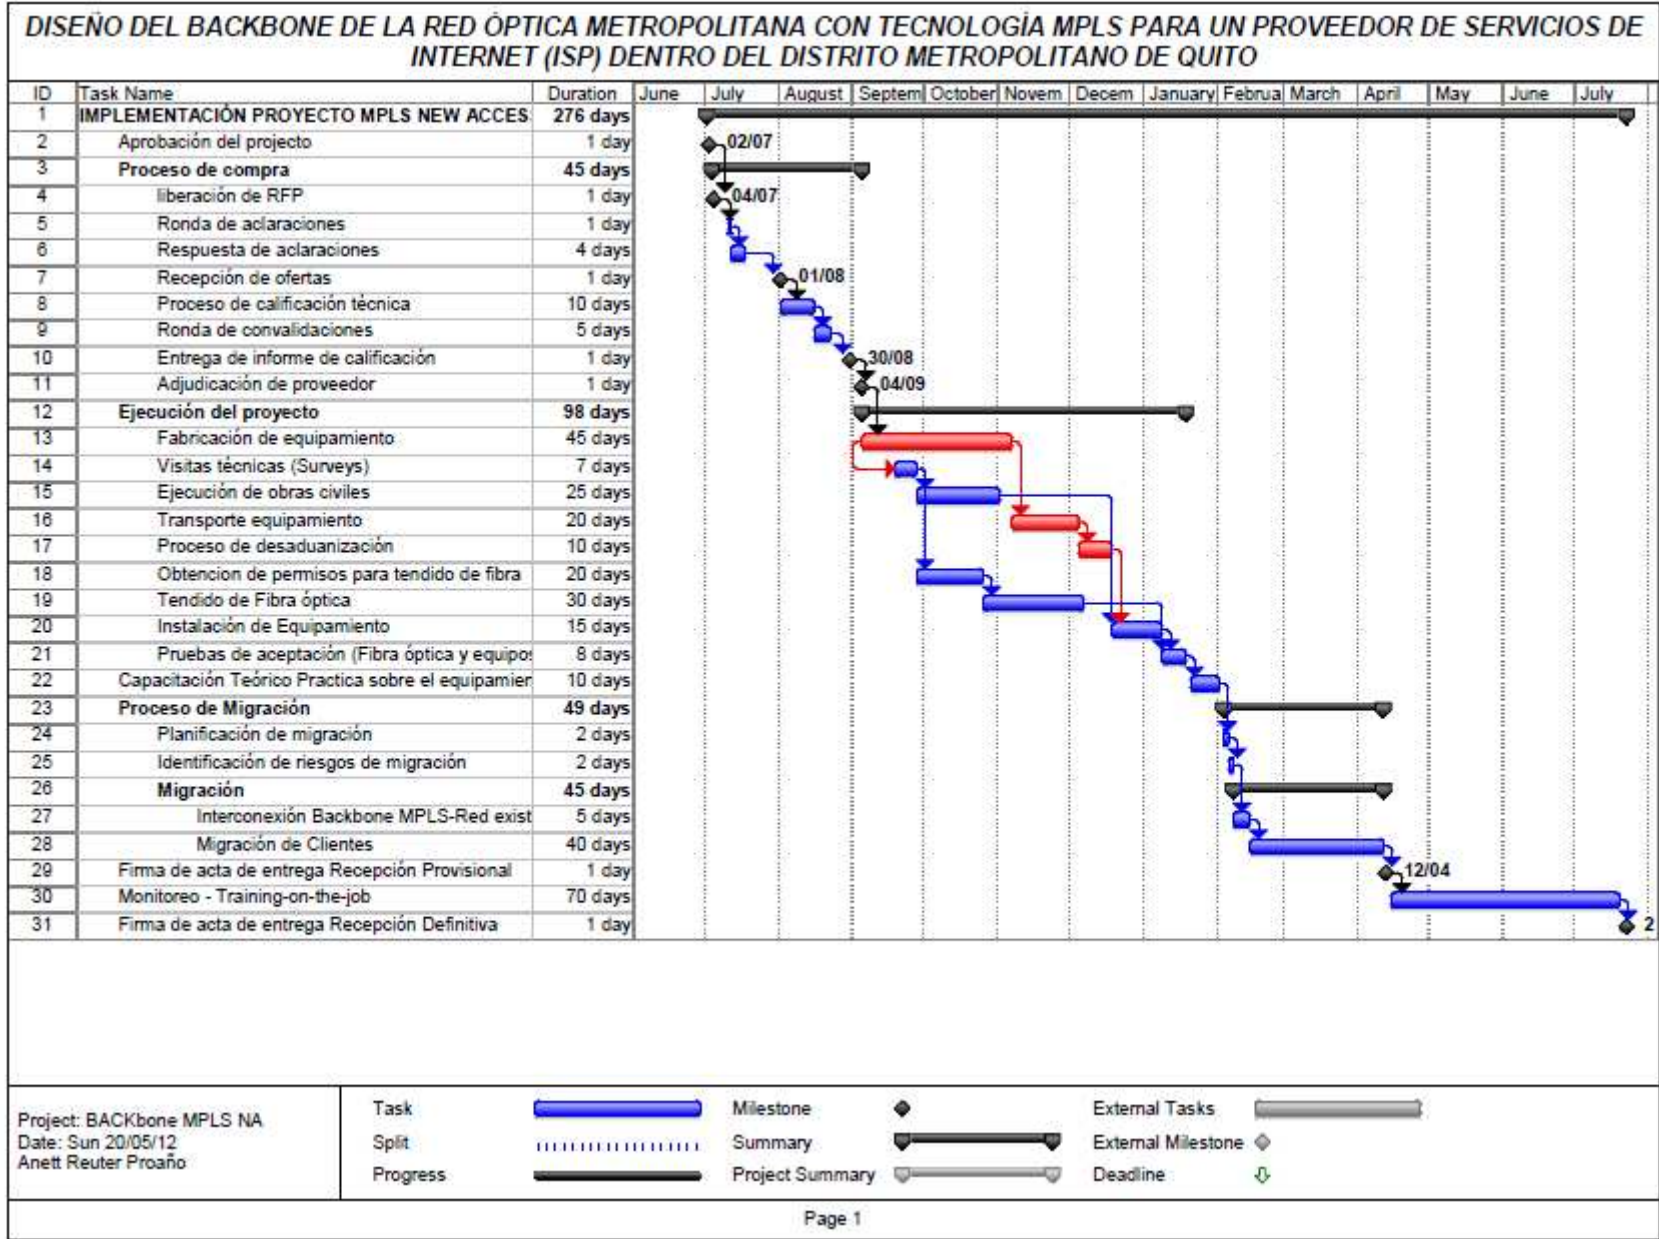 DISEÑO DEL BACKBONE DE LA RED ÓPTICA METROPOLITANA CON TECNOLOGÍA MPLS PARA UN PROVEEDOR DE SERVICIOS DE
INTERNET (ISP) DENTRO DEL DISTRITO METROPOLITANO DE QUITO
ID Task Name Duration June July August Septem October Novem Decem January Februa March April May June July
1 IMPLEMENTACIÓN PROYECTO MPLS NEW ACCES 276 days
2 Aprobación del projecto 1 day 02/07
3 Proceso de compra 45 days
4 liberación de RFP 1 day 04/07
5 Ronda de aclaraciones 1 day
6 Respuesta de aclaraciones 4 days
7 Recepción de ofertas 1 day 01/08
8 Proceso de calificación técnica 10 days
9 Ronda de convalidaciones 5 days
10 Entrega de informe de calificación 1 day 30/08
11 Adjudicación de proveedor 1 day 04/09
12 Ejecución del proyecto 98 days
13 Fabricación de equipamiento 45 days
14 Visitas técnicas (Surveys) 7 days
15 Ejecución de obras civiles 25 days
16 Transporte equipamiento 20 days
17 Proceso de desaduanización 10 days
18 Obtencion de permisos para tendido de fibra 20 days
19 Tendido de Fibra óptica 30 days
20 Instalación de Equipamiento 15 days
21 Pruebas de aceptación (Fibra óptica y equipos 8 days
22 Capacitación Teórico Practica sobre el equipamier 10 days
23 Proceso de Migración 49 days
24 Planificación de migración 2 days
25 Identificación de riesgos de migración 2 days
26 Migración 45 days
27 Interconexión Backbone MPLS-Red exist 5 days
28 Migración de Clientes 40 days
29 Firma de acta de entrega Recepción Provisional 1 day 12/04
30 Monitoreo - Training-on-the-job 70 days
31 Firma de acta de entrega Recepción Definitiva 1 day 2
Project: BACKbone MPLS NA
Date: Sun 20/05/12
Anett Reuter Proaño
Task Milestone External Tasks
Split Summary External Milestone
Progress Project Summary Deadline
Page 1